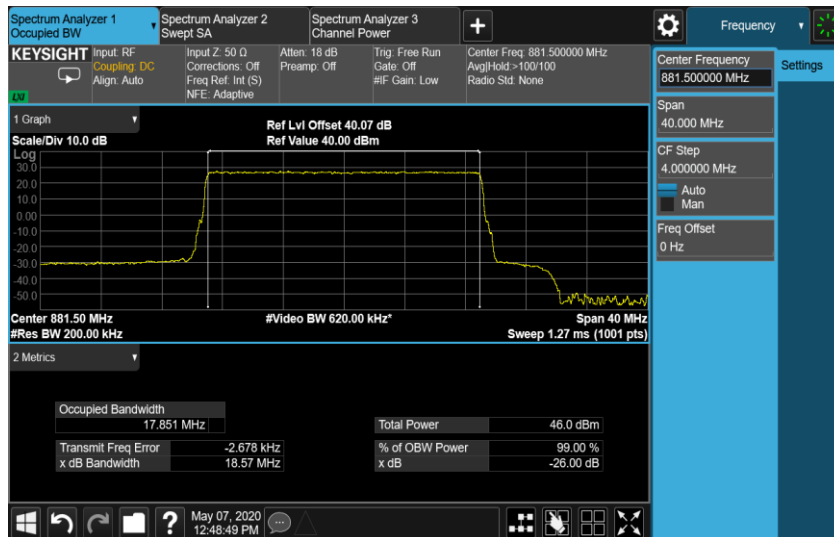 Spectrum Analyzer 1
Occupied BW
Spectrum Analyzer 2
Swept SA
Spectrum Analyzer 3
Channel Power
+
Frequency
KEYSIGHT
Input: RF
Coupling: DC
Align: Auto
Input Z: 50 Ω
Corrections: Off
Freq Ref: Int (S)
NFE: Adaptive
Atten: 18 dB
Preamp: Off
Trig: Free Run
Gate: Off
#IF Gain: Low
Center Freq: 881.500000 MHz
Avg|Hold:>100/100
Radio Std: None
LXI
1 Graph
Scale/Div 10.0 dB
Ref Lvl Offset 40.07 dB
Ref Value 40.00 dBm
Log
30.0
20.0
10.0
0.00
-10.0
-20.0
-30.0
-40.0
-50.0
Center 881.50 MHz
#Res BW 200.00 kHz
#Video BW 620.00 kHz*
Span 40 MHz
Sweep 1.27 ms (1001 pts)
2 Metrics
Occupied Bandwidth
17.851 MHz
Transmit Freq Error -2.678 kHz
x dB Bandwidth 18.57 MHz
Total Power 46.0 dBm
% of OBW Power 99.00 %
x dB -26.00 dB
Center Frequency
881.500000 MHz
Settings
Span
40.000 MHz
CF Step
4.000000 MHz
Auto
Man
Freq Offset
0 Hz
?
May 07, 2020
12:48:49 PM